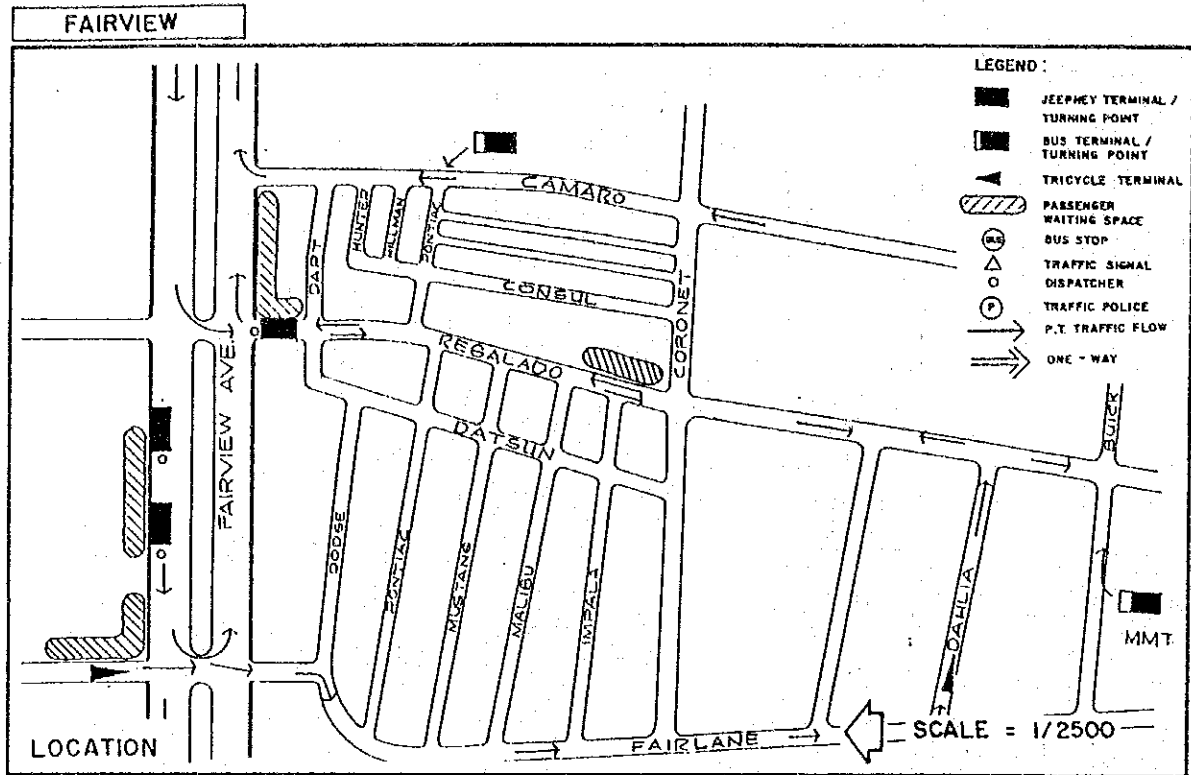 FAIRVIEW
LEGEND :
JEEPNEY TERMINAL /
TURNING POINT
BUS TERMINAL /
TURNING POINT
TRICYCLE TERMINAL
PASSENGER
WAITING SPACE
BUS
BUS STOP
TRAFFIC SIGNAL
DISPATCHER
P
TRAFFIC POLICE
P.T. TRAFFIC FLOW
ONE - WAY
CAMARO
HUNTER
HILLMAN
PONTIAC
DART
CONSUL
CORONET
REGALADO
FAIRVIEW AVE.
DATSUN
BUICK
DODGE
PONTIAC
MUSTANG
MALIBU
IMPALA
DAHLIA
MMT
FAIRLANE
SCALE = 1/2500
LOCATION